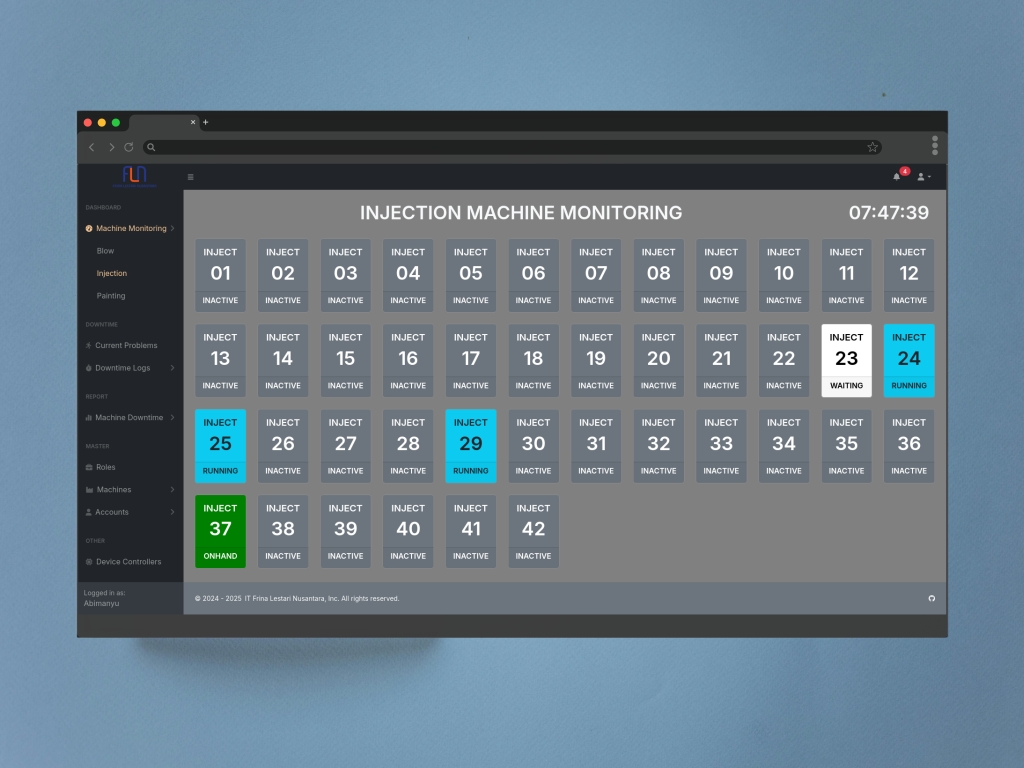 FLN
4
DASHBOARD
Machine Monitoring
Blow
Injection
Painting
DOWNTIME
Current Problems
Downtime Logs
REPORT
Machine Downtime
MASTER
Roles
Machines
Accounts
OTHER
Device Controllers
Logged in as:
Abimanyu
INJECTION MACHINE MONITORING 07:47:39
INJECT INJECT INJECT INJECT INJECT INJECT INJECT INJECT INJECT INJECT INJECT INJECT
01 02 03 04 05 06 07 08 09 10 11 12
INACTIVE INACTIVE INACTIVE INACTIVE INACTIVE INACTIVE INACTIVE INACTIVE INACTIVE INACTIVE INACTIVE INACTIVE
INJECT INJECT INJECT INJECT INJECT INJECT INJECT INJECT INJECT INJECT INJECT INJECT
13 14 15 16 17 18 19 20 21 22 23 24
INACTIVE INACTIVE INACTIVE INACTIVE INACTIVE INACTIVE INACTIVE INACTIVE INACTIVE INACTIVE WAITING RUNNING
INJECT INJECT INJECT INJECT INJECT INJECT INJECT INJECT INJECT INJECT INJECT INJECT
25 26 27 28 29 30 31 32 33 34 35 36
RUNNING INACTIVE INACTIVE INACTIVE RUNNING INACTIVE INACTIVE INACTIVE INACTIVE INACTIVE INACTIVE INACTIVE
INJECT INJECT INJECT INJECT INJECT INJECT
37 38 39 40 41 42
ONHAND INACTIVE INACTIVE INACTIVE INACTIVE INACTIVE
© 2024 - 2025 IT Frina Lestari Nusantara, Inc. All rights reserved.